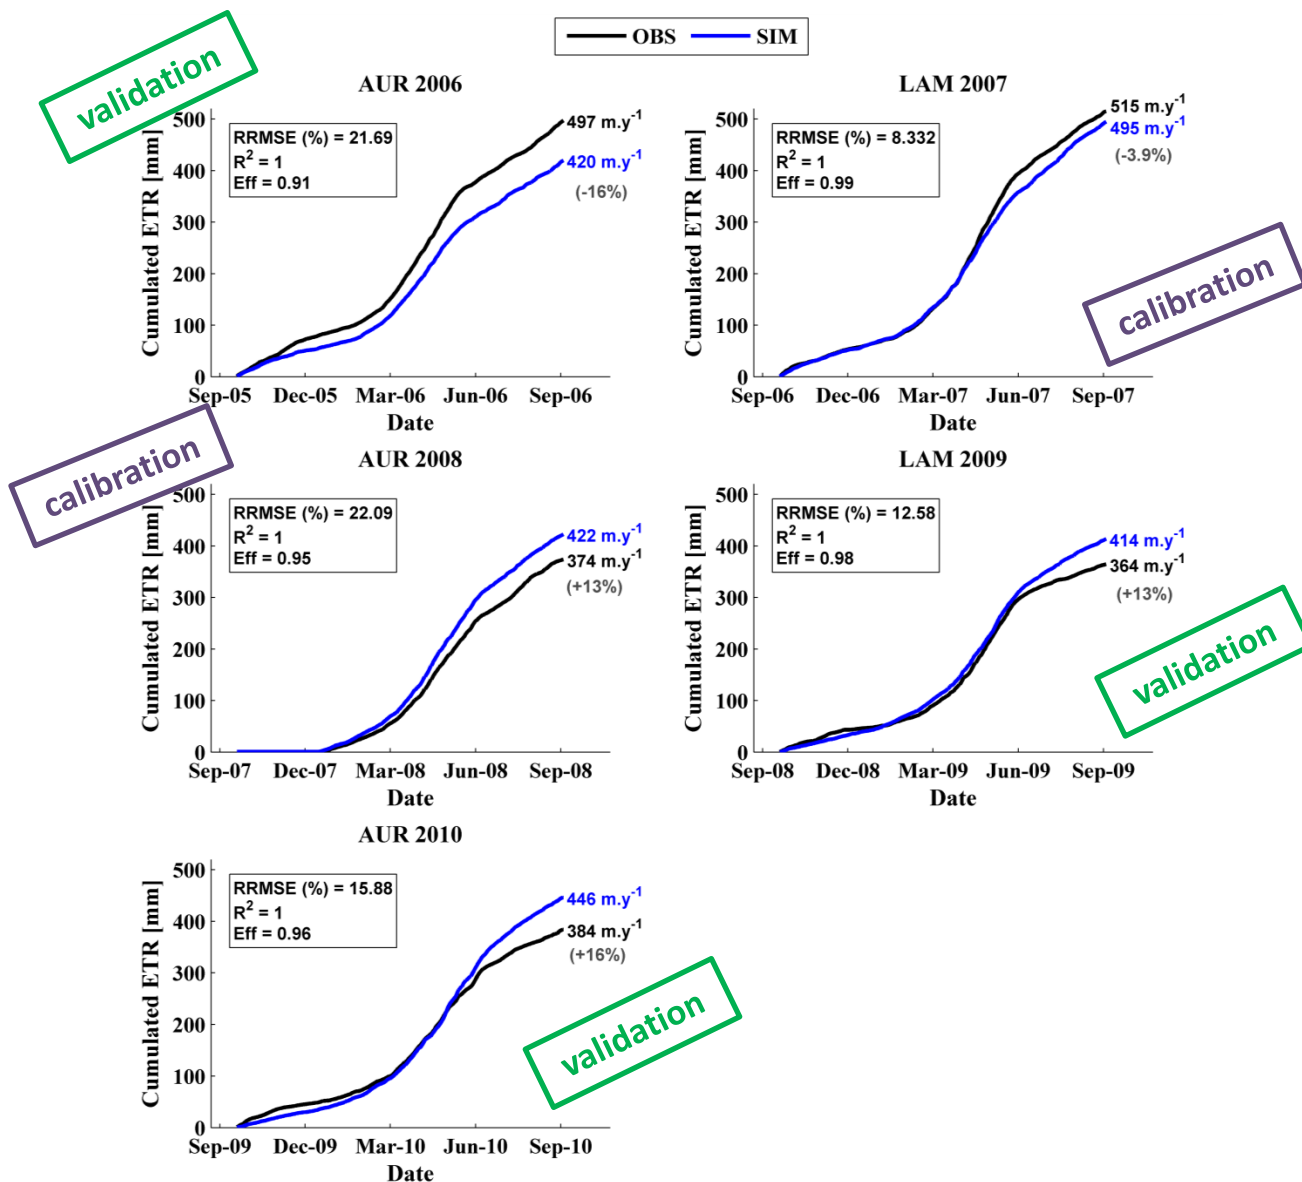 OBS SIM
validation
AUR 2006
Cumulated ETR [mm]
500
400
300
200
100
0
RRMSE (%) = 21.69
R² = 1
Eff = 0.91
497 m.y⁻¹
420 m.y⁻¹
(-16%)
Sep-05 Dec-05 Mar-06 Jun-06 Sep-06
Date
LAM 2007
Cumulated ETR [mm]
500
400
300
200
100
0
RRMSE (%) = 8.332
R² = 1
Eff = 0.99
515 m.y⁻¹
495 m.y⁻¹
(-3.9%)
calibration
Sep-06 Dec-06 Mar-07 Jun-07 Sep-07
Date
calibration
AUR 2008
Cumulated ETR [mm]
500
400
300
200
100
0
RRMSE (%) = 22.09
R² = 1
Eff = 0.95
422 m.y⁻¹
374 m.y⁻¹
(+13%)
Sep-07 Dec-07 Mar-08 Jun-08 Sep-08
Date
LAM 2009
Cumulated ETR [mm]
500
400
300
200
100
0
RRMSE (%) = 12.58
R² = 1
Eff = 0.98
414 m.y⁻¹
364 m.y⁻¹
(+13%)
validation
Sep-08 Dec-08 Mar-09 Jun-09 Sep-09
Date
AUR 2010
Cumulated ETR [mm]
500
400
300
200
100
0
RRMSE (%) = 15.88
R² = 1
Eff = 0.96
446 m.y⁻¹
384 m.y⁻¹
(+16%)
validation
Sep-09 Dec-09 Mar-10 Jun-10 Sep-10
Date